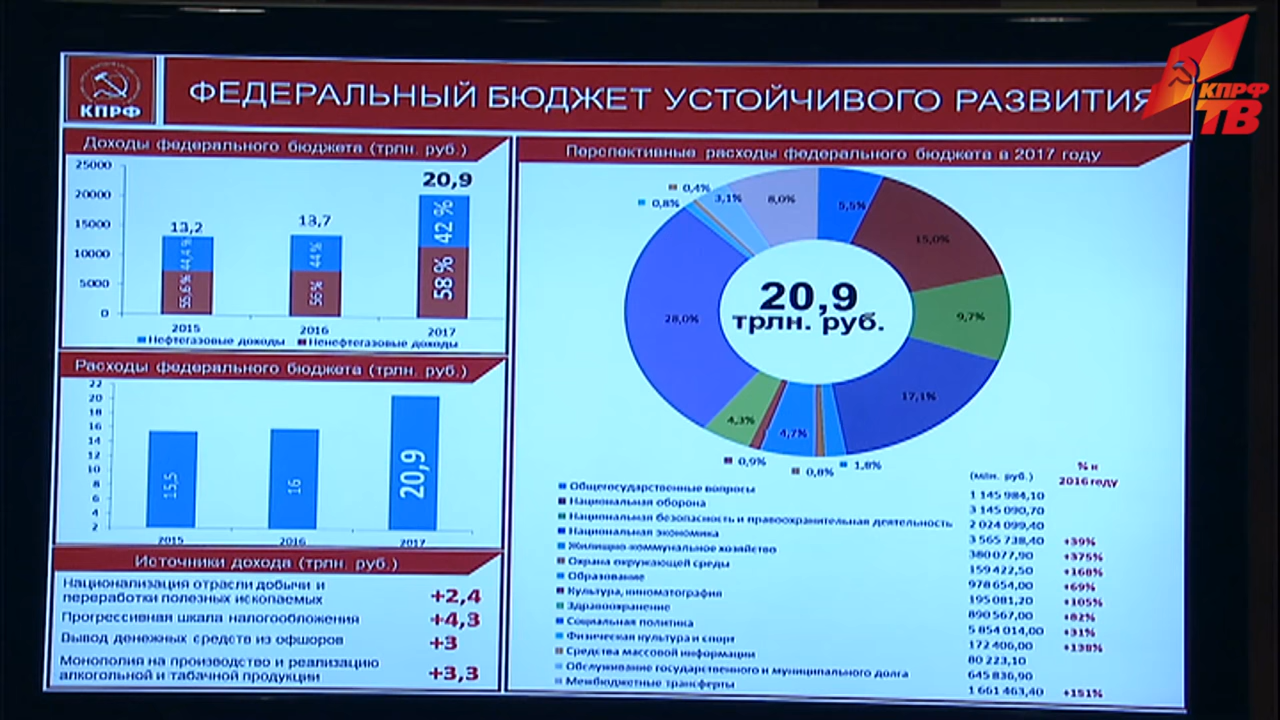 КПРФ
ФЕДЕРАЛЬНЫЙ БЮДЖЕТ УСТОЙЧИВОГО РАЗВИТИЯ
КПРФ
ТВ
Доходы федерального бюджета (трлн. руб.)
25000
20000
15000
10000
5000
0
13,2
13,7
20,9
44,4 %
44 %
42 %
55,6%
56%
58%
2015
2016
2017
Нефтегазовые доходы
Ненефтегазовые доходы
Расходы федерального бюджета (трлн. руб.)
22
20
18
16
14
12
10
8
6
4
2
15,5
16
20,9
2015
2016
2017
Источники дохода (трлн. руб.)
Национализация отрасли добычи и
переработки полезных ископаемых
+2,4
Прогрессивная шкала налогообложения
+4,3
Вывод денежных средств из офшоров
+3
Монополия на производство и реализацию
алкогольной и табачной продукции
+3,3
Перспективные расходы федерального бюджета в 2017 году
0,4%
0,8%
3,1%
8,0%
5,5%
15,0%
9,7%
17,1%
1,8%
0,8%
4,7%
0,9%
4,3%
28,0%
20,9
трлн. руб.
(млн. руб.)
% к
2016 году
Общегосударственные вопросы 1 145 984,10
Национальная оборона 3 145 090,70
Национальная безопасность и правоохранительная деятельность 2 024 099,40
Национальная экономика 3 565 738,40 +39%
Жилищно-коммунальное хозяйство 380 077,90 +375%
Охрана окружающей среды 159 422,50 +168%
Образование 978 654,00 +69%
Культура, кинематография 195 081,20 +105%
Здравоохранение 890 567,00 +82%
Социальная политика 5 854 014,00 +31%
Физическая культура и спорт 172 406,00 +138%
Средства массовой информации 80 223,10
Обслуживание государственного и муниципального долга 645 836,90
Межбюджетные трансферты 1 661 463,40 +151%